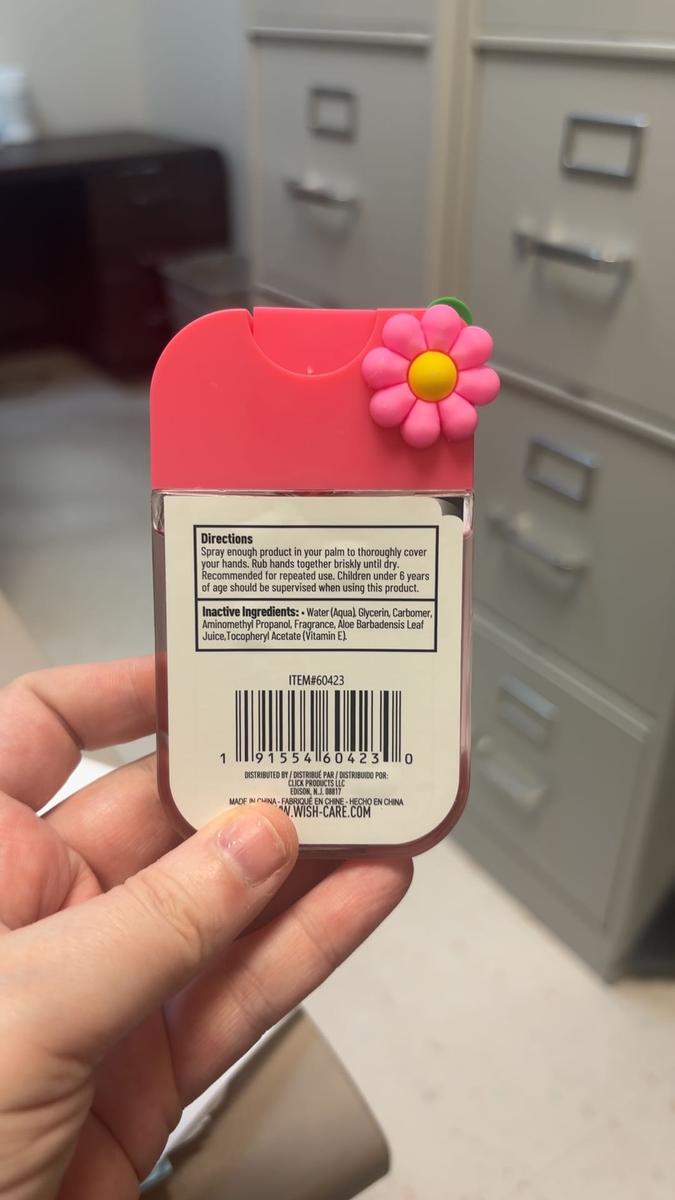 Directions
Spray enough product in your palm to thoroughly cover
your hands. Rub hands together briskly until dry.
Recommended for repeated use. Children under 6 years
of age should be supervised when using this product.
Inactive Ingredients: • Water (Aqua), Glycerin, Carbomer,
Aminomethyl Propanol, Fragrance, Aloe Barbadensis Leaf
Juice,Tocopheryl Acetate (Vitamin E).
ITEM#60423
1 91554 60423 0
DISTRIBUTED BY / DISTRIBUÉ PAR / DISTRIBUIDO POR:
CLICK PRODUCTS LLC
EDISON, N.J. 08817
MADE IN CHINA - FABRIQUÉ EN CHINE - HECHO EN CHINA
W.WISH-CARE.COM